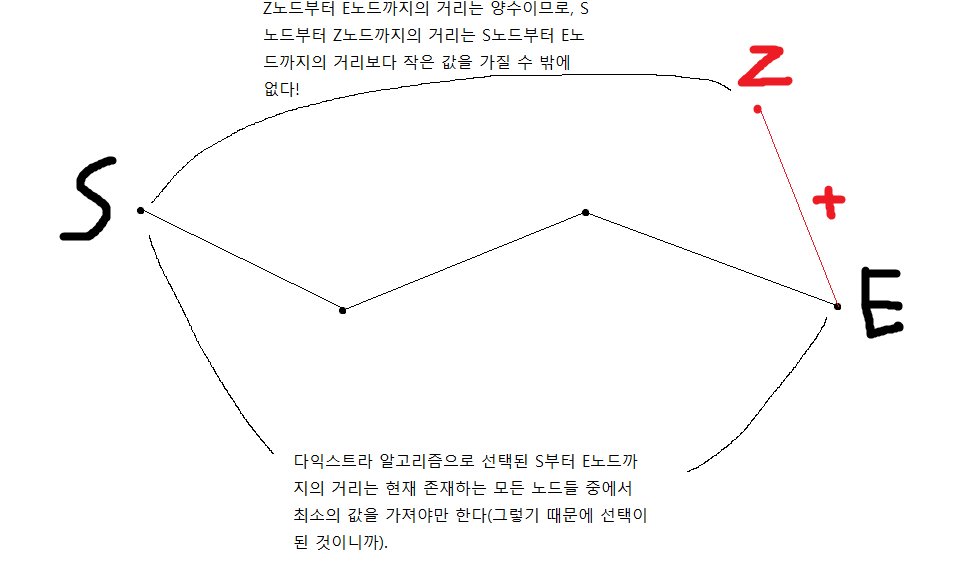 Z노드부터 E노드까지의 거리는 양수이므로, S
노드부터 Z노드까지의 거리는 S노드부터 E노
드까지의 거리보다 작은 값을 가질 수 밖에
없다!
Z
S
+
E
다익스트라 알고리즘으로 선택된 S부터 E노드까
지의 거리는 현재 존재하는 모든 노드들 중에서
최소의 값을 가져야만 한다(그렇기 때문에 선택이
된 것이니까).